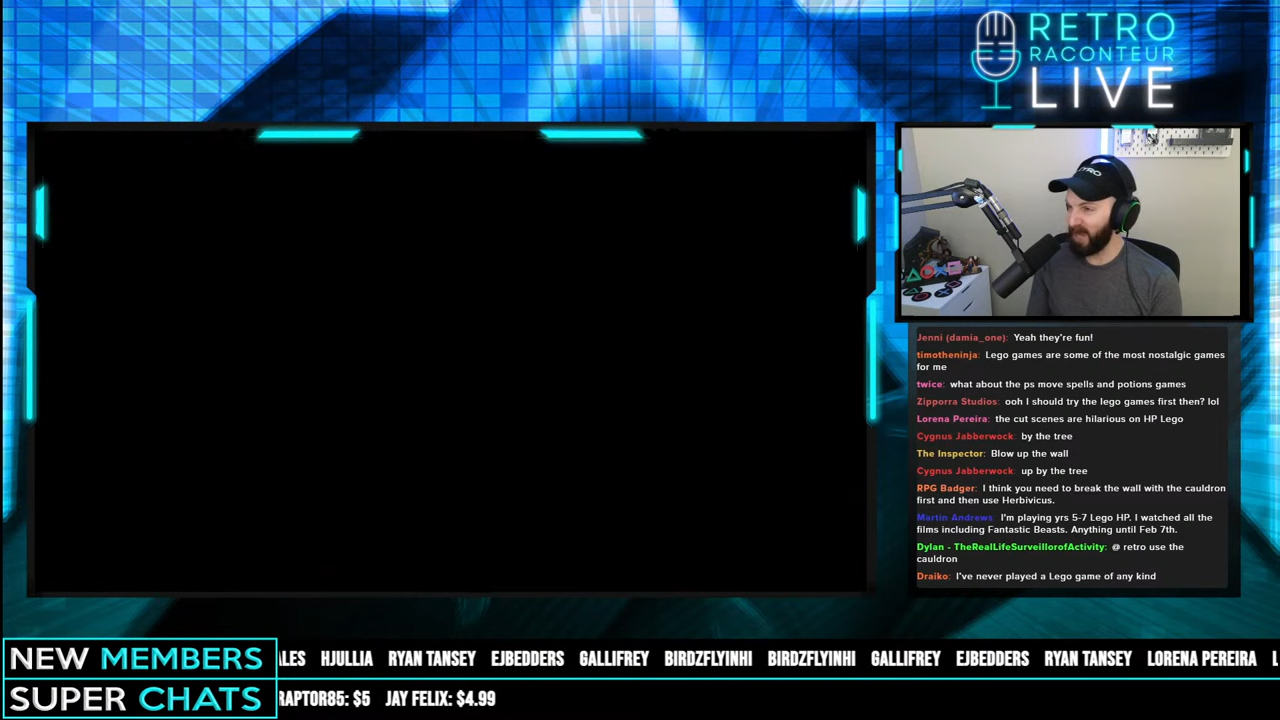 RETRO
RACONTEUR
LIVE
RETRO
Jenni (damia_one): Yeah they're fun!
timotheninja: Lego games are some of the most nostalgic games
for me
twice: what about the ps move spells and potions games
Zipporra Studios: ooh I should try the lego games first then? lol
Lorena Pereira: the cut scenes are hilarious on HP Lego
Cygnus Jabberwock: by the tree
The Inspector: Blow up the wall
Cygnus Jabberwock: up by the tree
RPG Badger: I think you need to break the wall with the cauldron
first and then use Herbivicus.
Martin Andrews: I'm playing yrs 5-7 Lego HP. I watched all the
films including Fantastic Beasts. Anything until Feb 7th.
Dylan - TheRealLifeSurveillorofActivity: @ retro use the
cauldron
Draiko: I've never played a Lego game of any kind
NEW MEMBERS ALES HJULLIA RYAN TANSEY EJBEDDERS GALLIFREY BIRDZFLYINHI BIRDZFLYINHI GALLIFREY EJBEDDERS RYAN TANSEY LORENA PEREIRA L
SUPER CHATS RAPTOR85: $5 JAY FELIX: $4.99